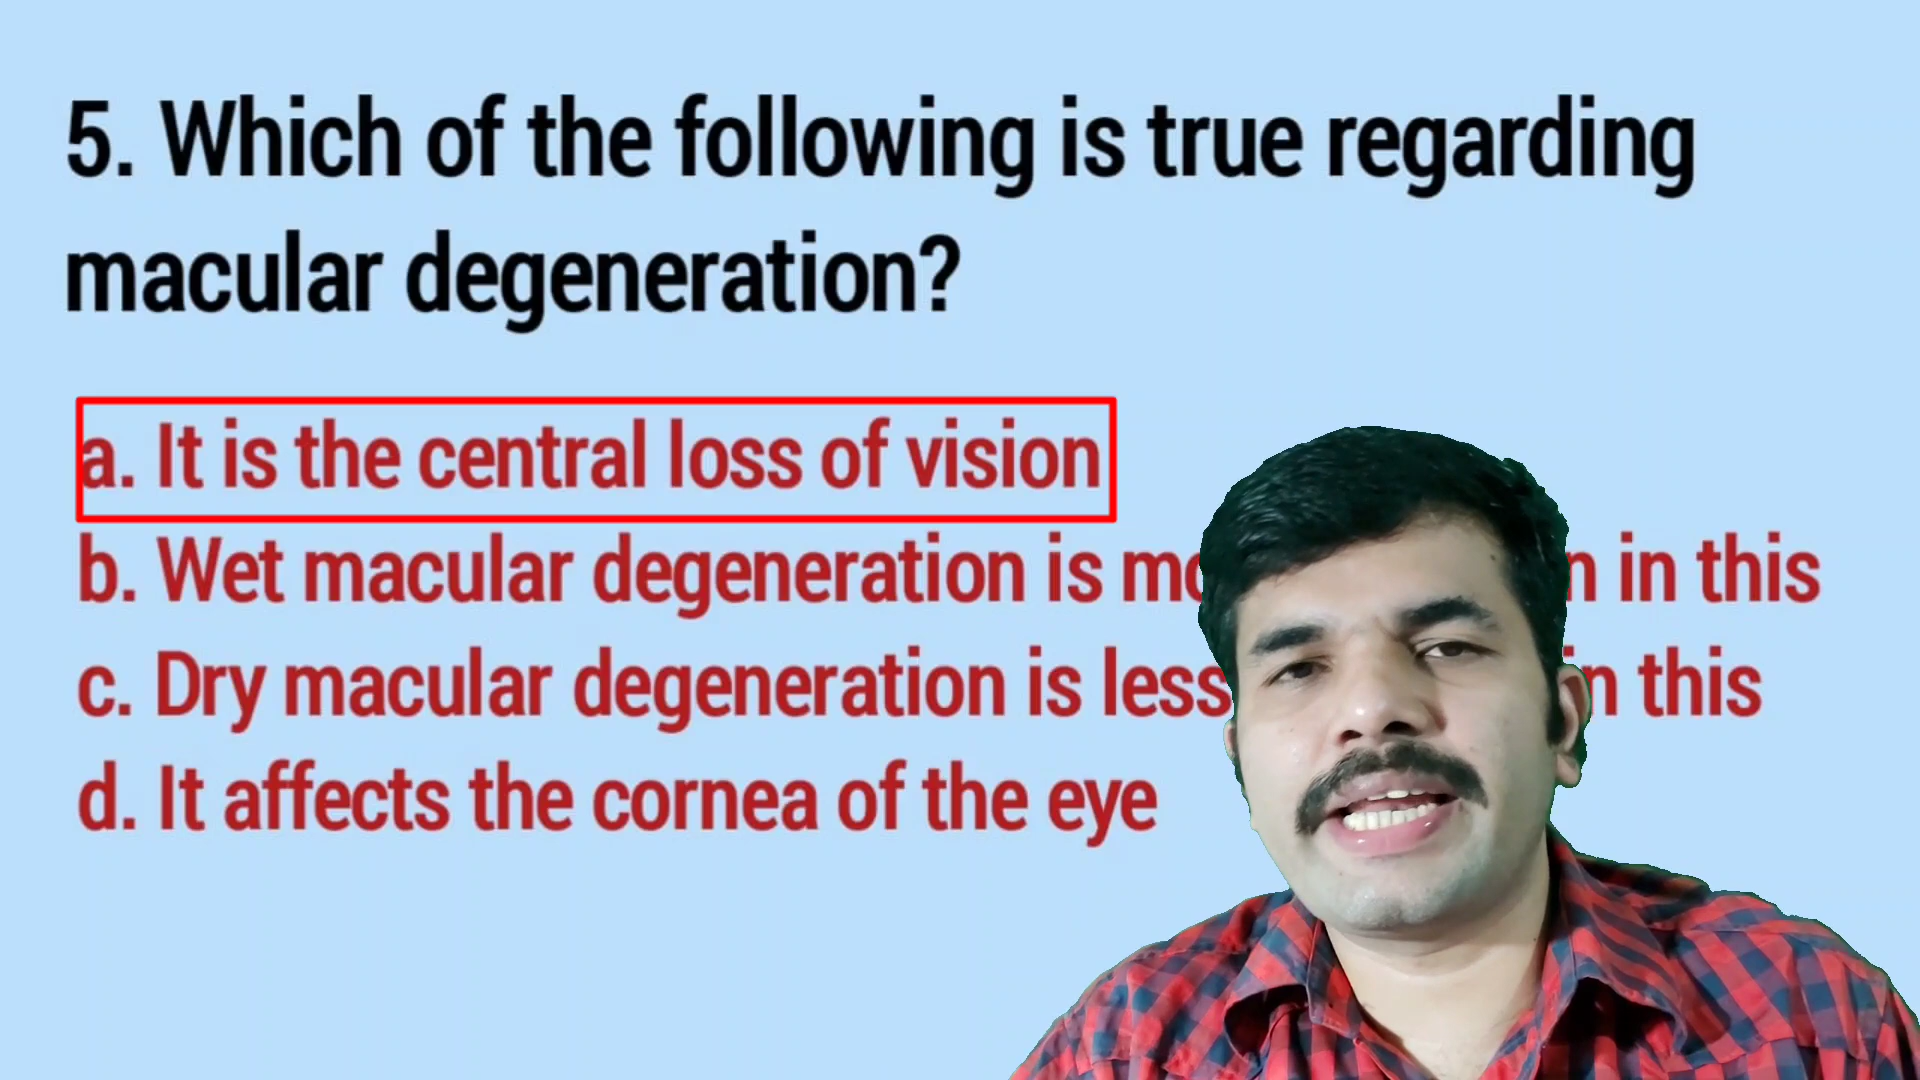 5. Which of the following is true regarding
macular degeneration?
a. It is the central loss of vision
b. Wet macular degeneration is in this
c. Dry macular degeneration is less this
d. It affects the cornea of the eye